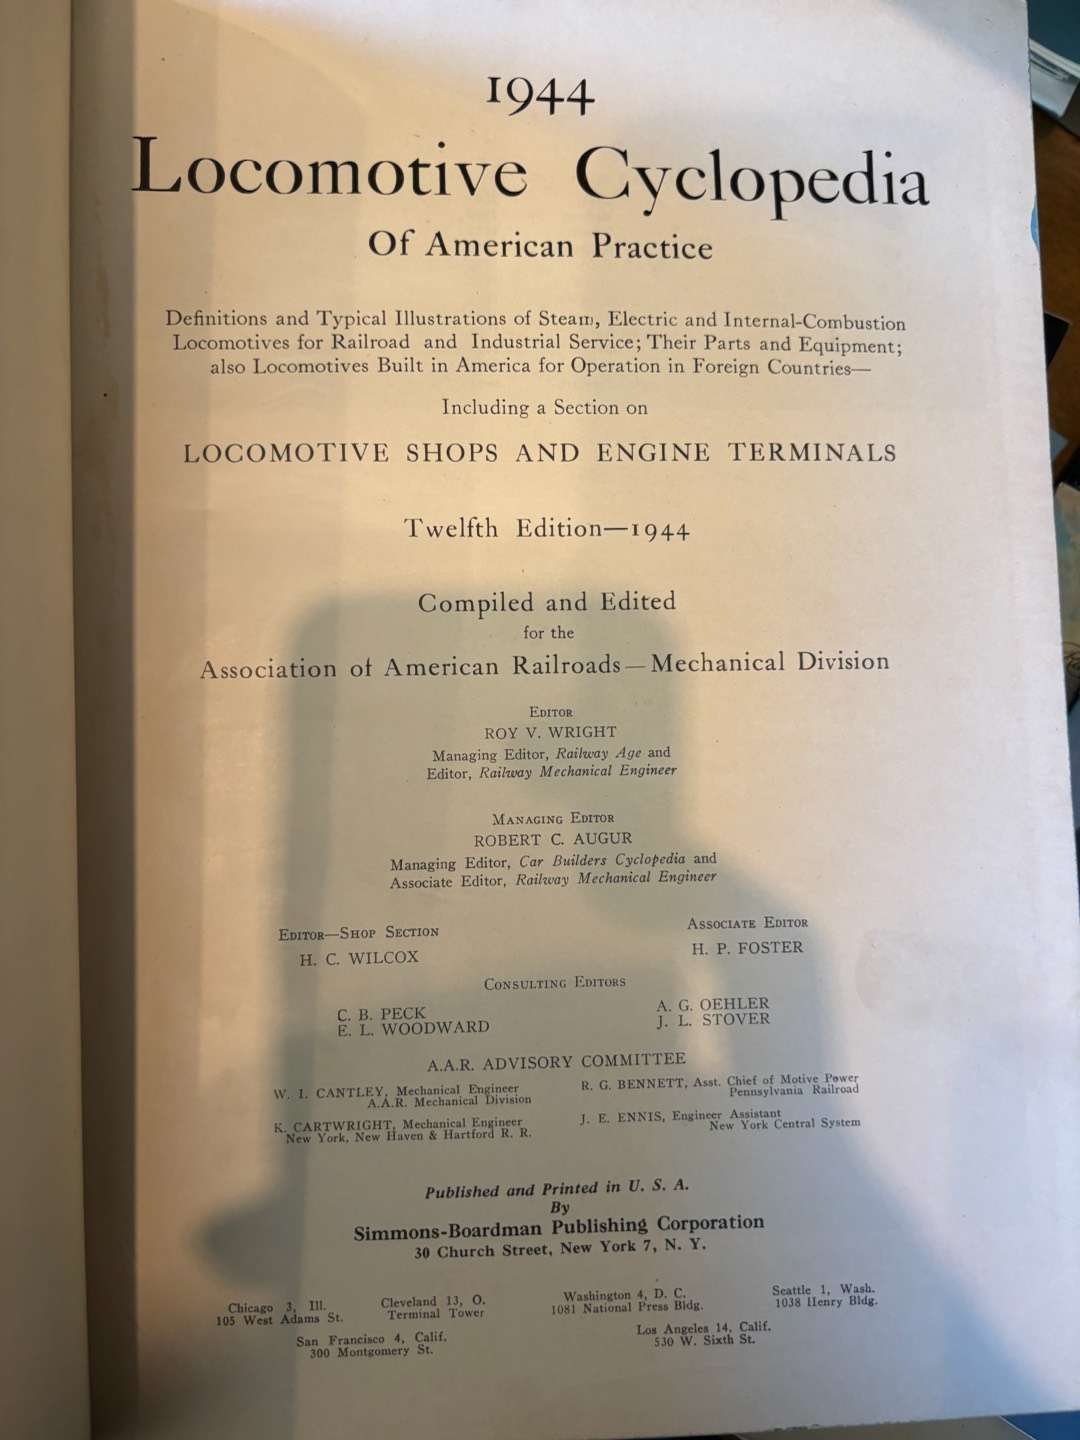 1944
Locomotive Cyclopedia
Of American Practice
Definitions and Typical Illustrations of Steam, Electric and Internal-Combustion
Locomotives for Railroad and Industrial Service; Their Parts and Equipment;
also Locomotives Built in America for Operation in Foreign Countries—
Including a Section on
LOCOMOTIVE SHOPS AND ENGINE TERMINALS
Twelfth Edition—1944
Compiled and Edited
for the
Association of American Railroads—Mechanical Division
EDITOR
ROY V. WRIGHT
Managing Editor, Railway Age and
Editor, Railway Mechanical Engineer
MANAGING EDITOR
ROBERT C. AUGUR
Managing Editor, Car Builders Cyclopedia and
Associate Editor, Railway Mechanical Engineer
EDITOR—SHOP SECTION
H. C. WILCOX
ASSOCIATE EDITOR
H. P. FOSTER
CONSULTING EDITORS
C. B. PECK
E. L. WOODWARD
A. G. OEHLER
J. L. STOVER
A.A.R. ADVISORY COMMITTEE
W. I. CANTLEY, Mechanical Engineer
A.A.R. Mechanical Division
R. G. BENNETT, Asst. Chief of Motive Power
Pennsylvania Railroad
K. CARTWRIGHT, Mechanical Engineer
New York, New Haven & Hartford R. R.
J. E. ENNIS, Engineer Assistant
New York Central System
Published and Printed in U. S. A.
By
Simmons-Boardman Publishing Corporation
30 Church Street, New York 7, N. Y.
Chicago 3, Ill.
105 West Adams St.
Cleveland 13, O.
Terminal Tower
Washington 4, D. C.
1081 National Press Bldg.
Seattle 1, Wash.
1038 Henry Bldg.
San Francisco 4, Calif.
300 Montgomery St.
Los Angeles 14, Calif.
530 W. Sixth St.